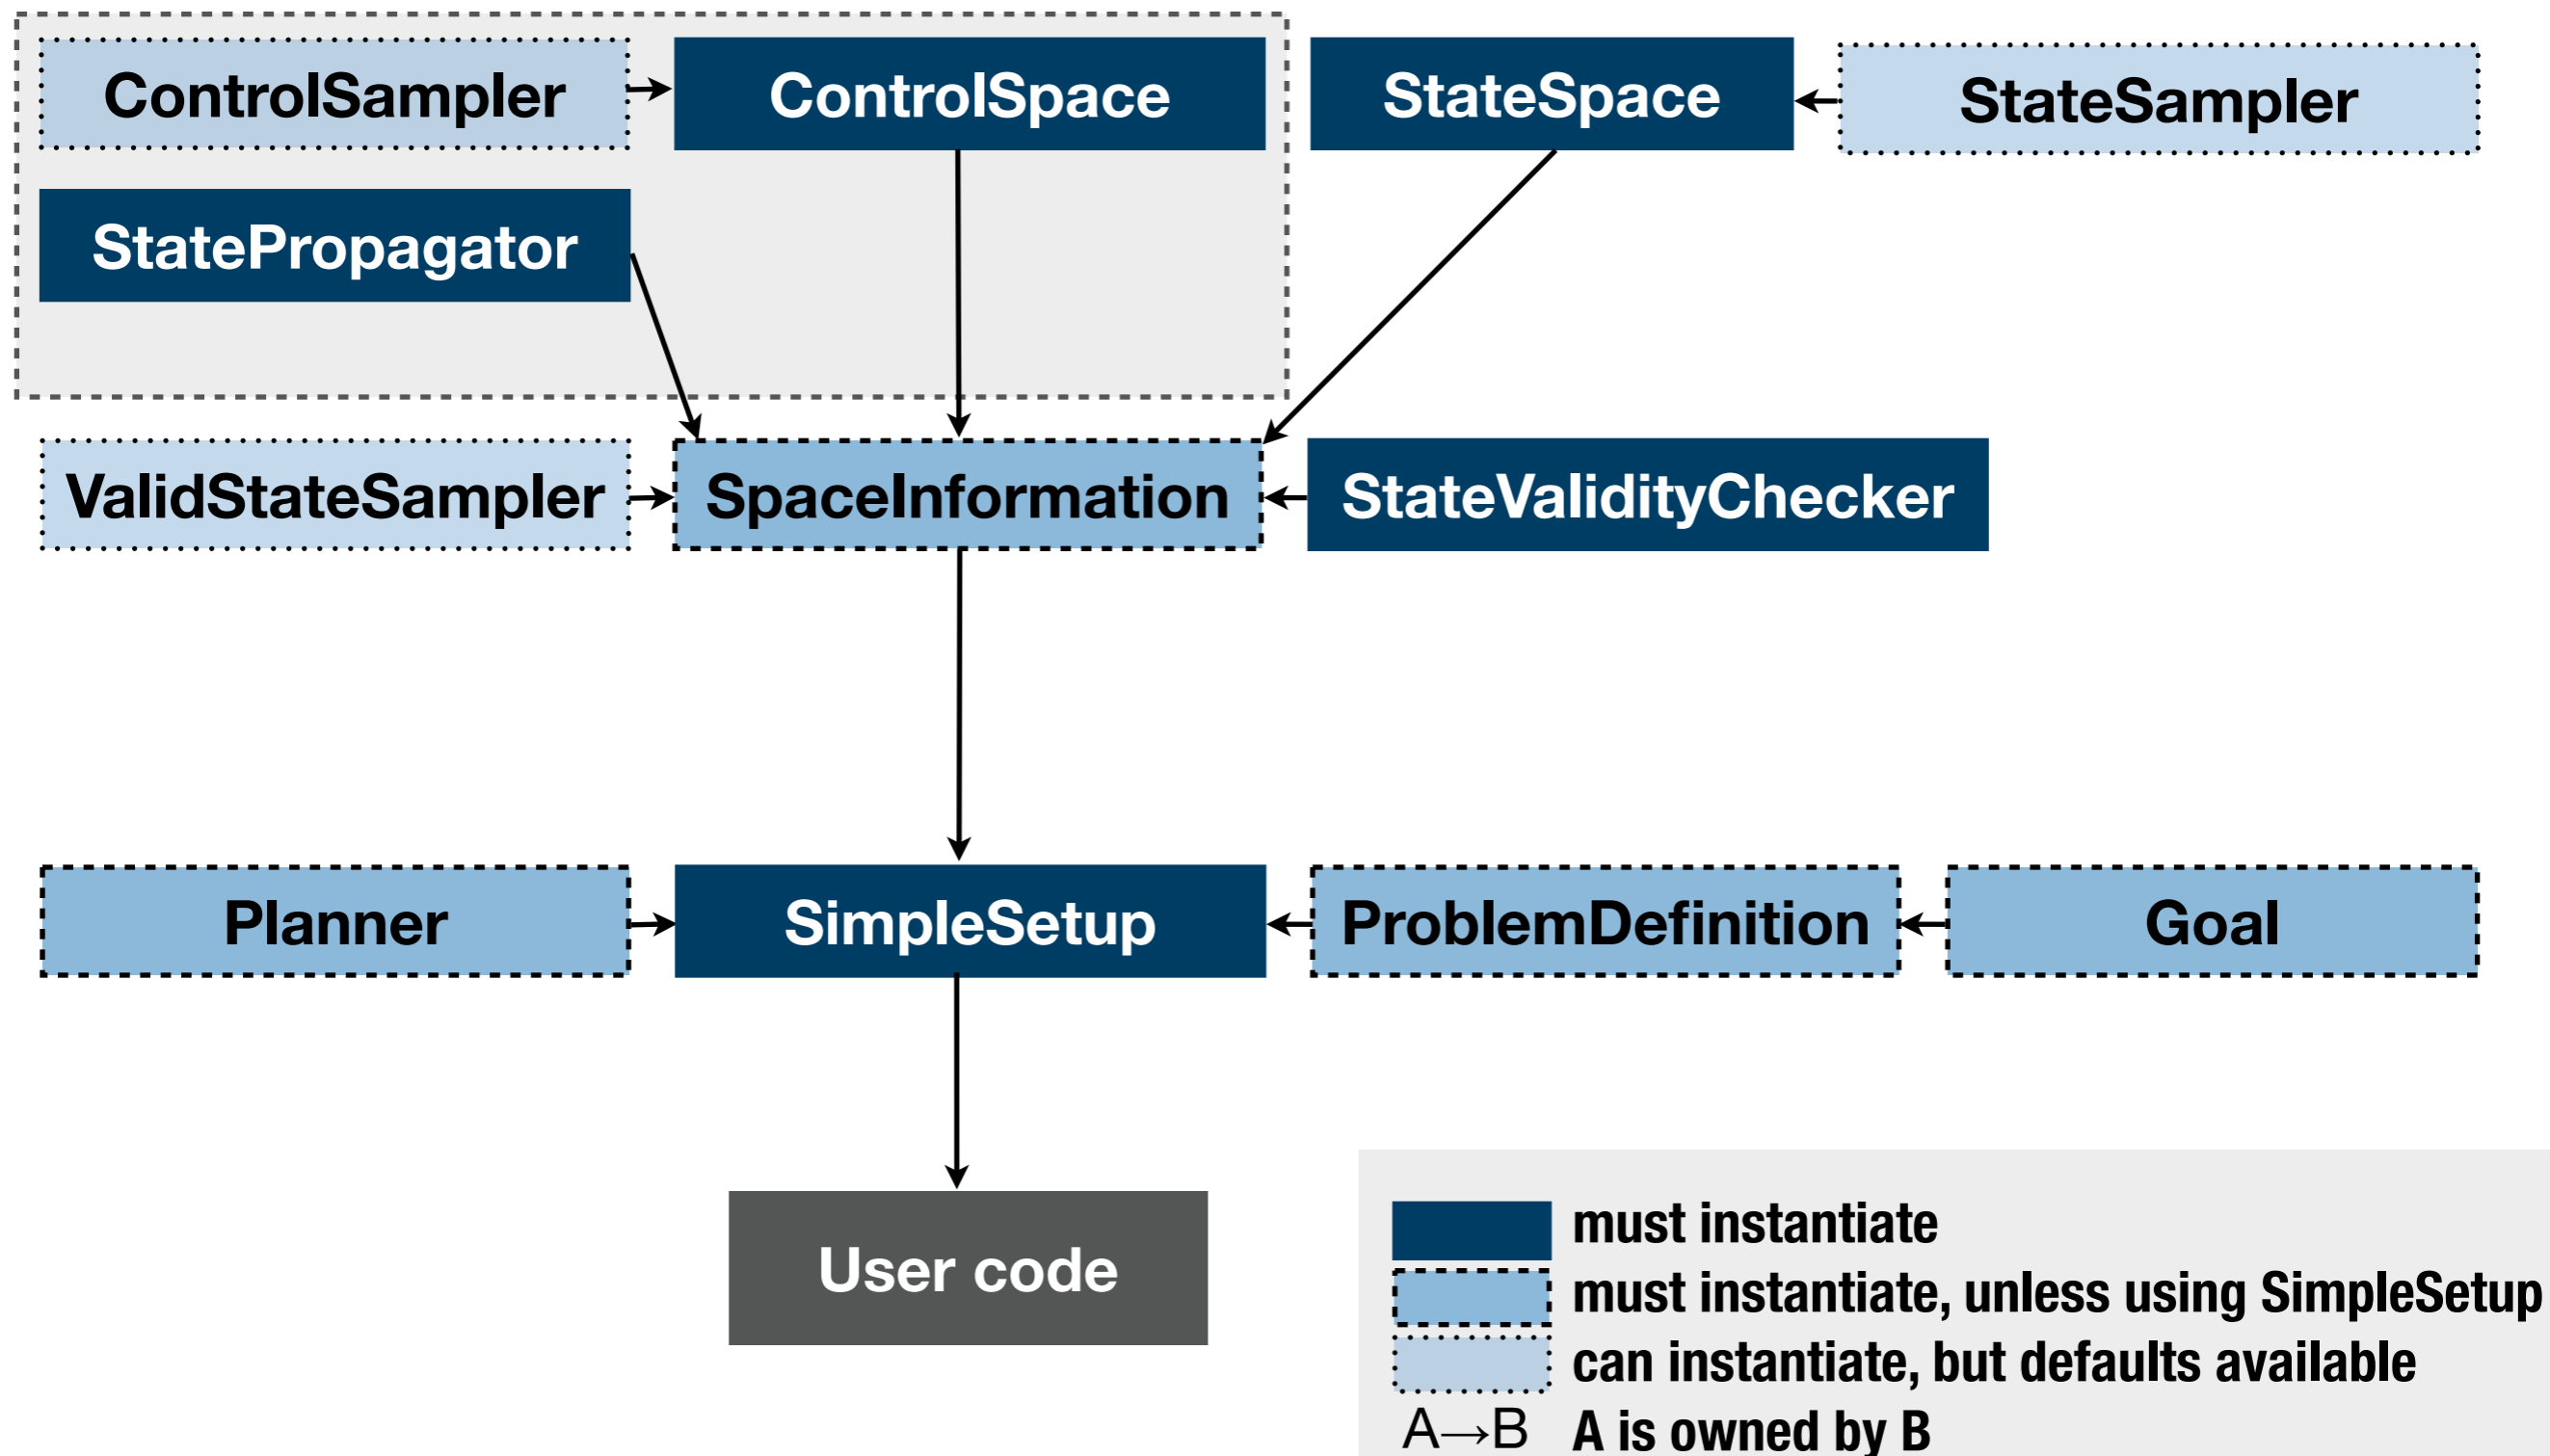 ControlSampler
ControlSpace
StateSpace
StateSampler
StatePropagator
ValidStateSampler
SpaceInformation
StateValidityChecker
Planner
SimpleSetup
ProblemDefinition
Goal
User code
must instantiate
must instantiate, unless using SimpleSetup
can instantiate, but defaults available
A→B A is owned by B